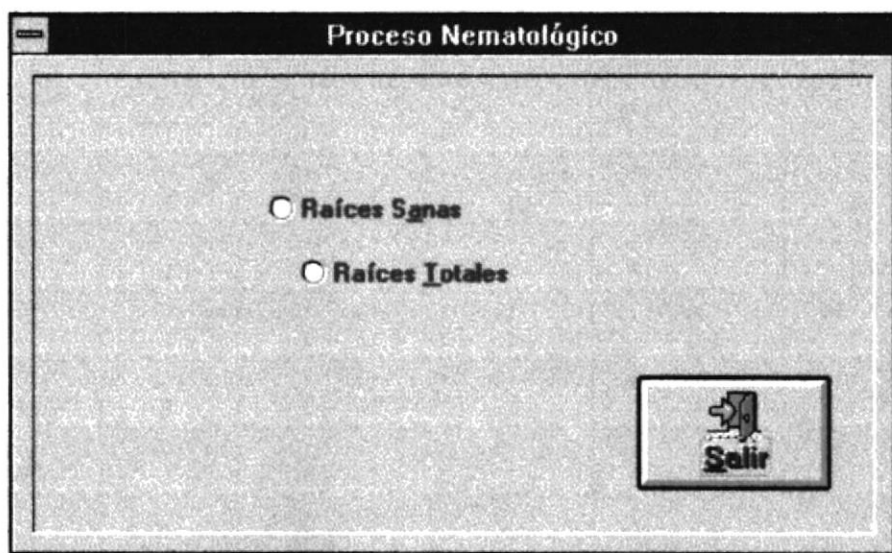 Proceso Nematológico
Raíces Sanas
Raíces Totales
Salir